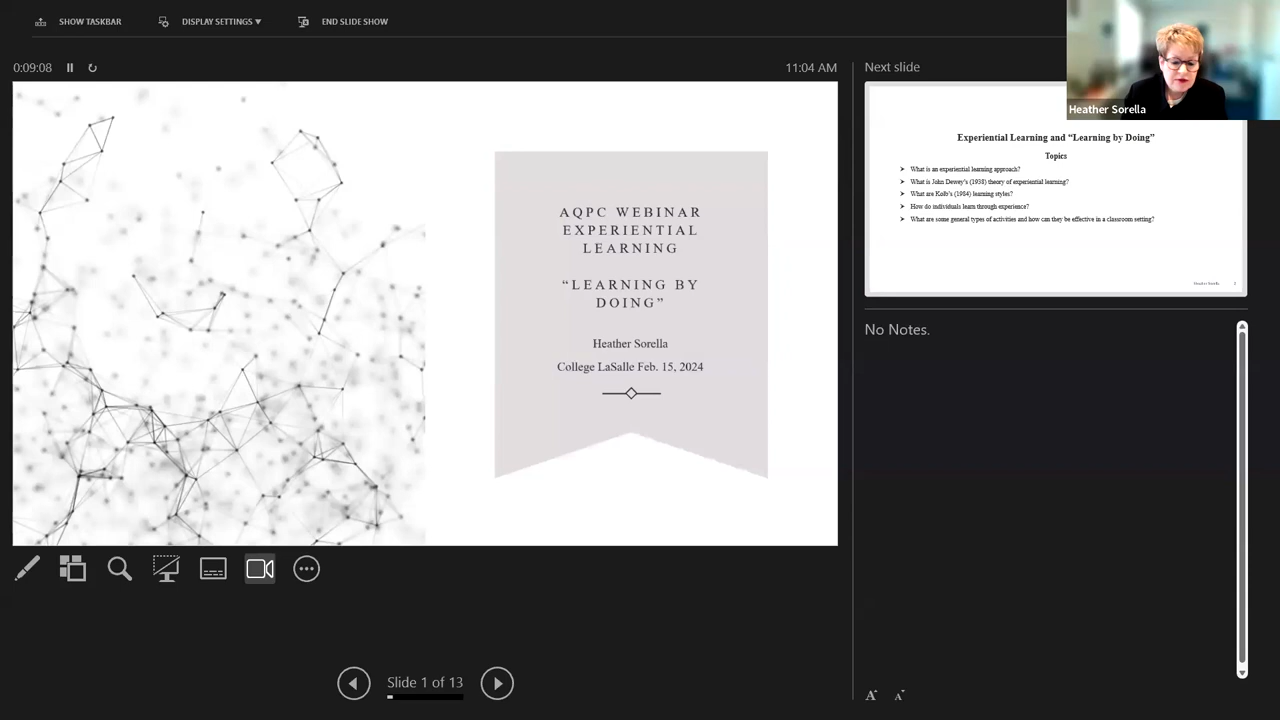 SHOW TASKBAR
DISPLAY SETTINGS ▼
END SLIDE SHOW
0:09:08
11:04 AM
AQPC WEBINAR
EXPERIENTIAL
LEARNING
“LEARNING BY
DOING”
Heather Sorella
College LaSalle Feb. 15, 2024
Slide 1 of 13
Next slide
Heather Sorella
Experiential Learning and “Learning by Doing”
Topics
➢ What is an experiential learning approach?
➢ What is John Dewey’s (1938) theory of experiential learning?
➢ What are Kolb’s (1984) learning styles?
➢ How do individuals learn through experience?
➢ What are some general types of activities and how can they be effective in a classroom setting?
Heather Sorella
No Notes.
A A